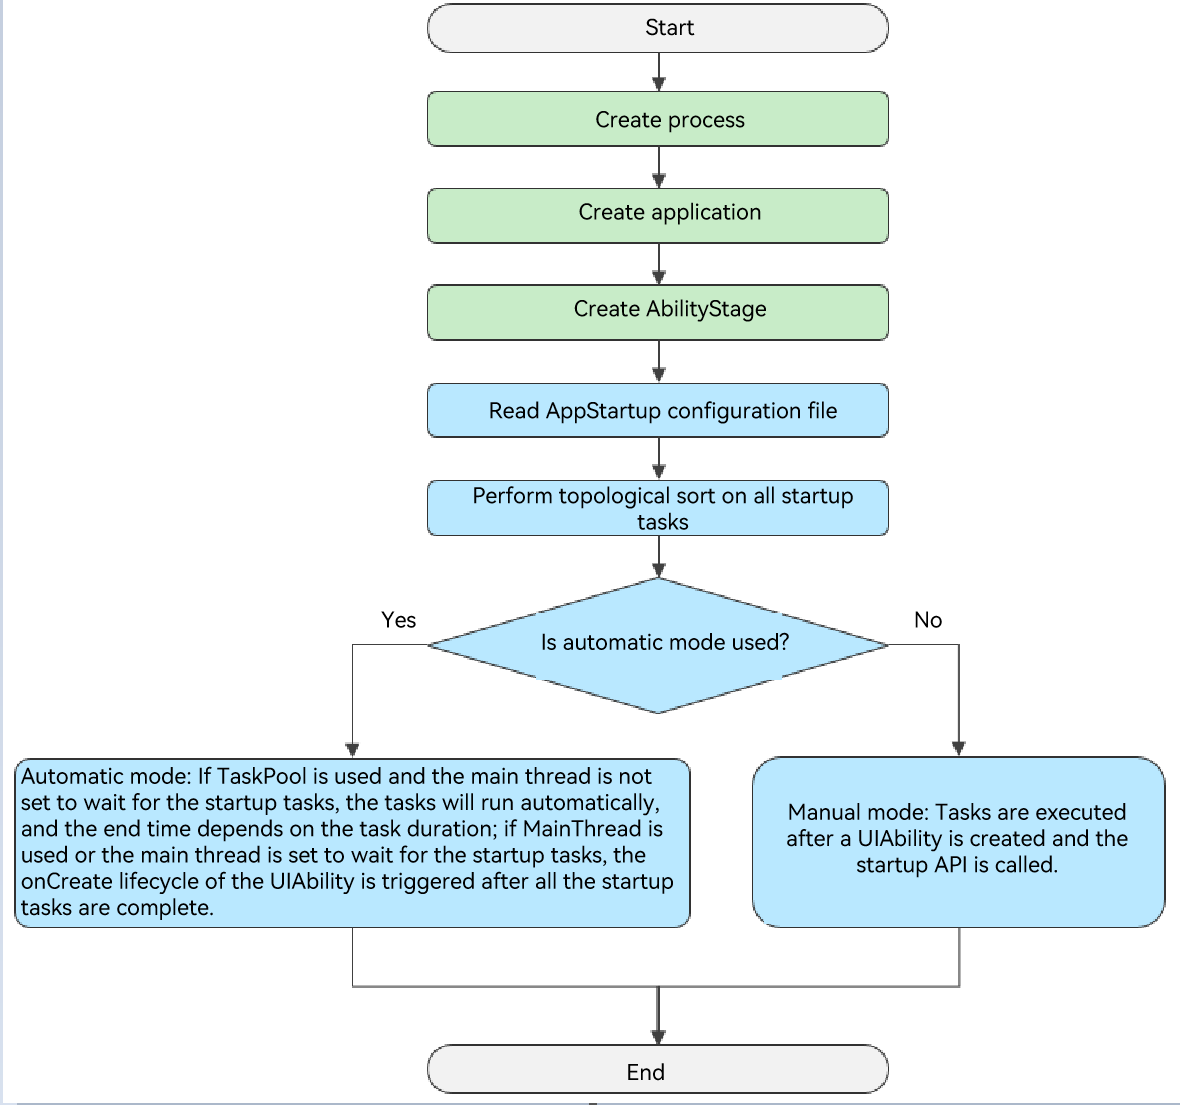 Start
Create process
Create application
Create AbilityStage
Read AppStartup configuration file
Perform topological sort on all startup
tasks
Is automatic mode used?
Yes
No
Automatic mode: If TaskPool is used and the main thread is not
set to wait for the startup tasks, the tasks will run automatically,
and the end time depends on the task duration; if MainThread is
used or the main thread is set to wait for the startup tasks, the
onCreate lifecycle of the UIAbility is triggered after all the startup
tasks are complete.
Manual mode: Tasks are executed
after a UIAbility is created and the
startup API is called.
End